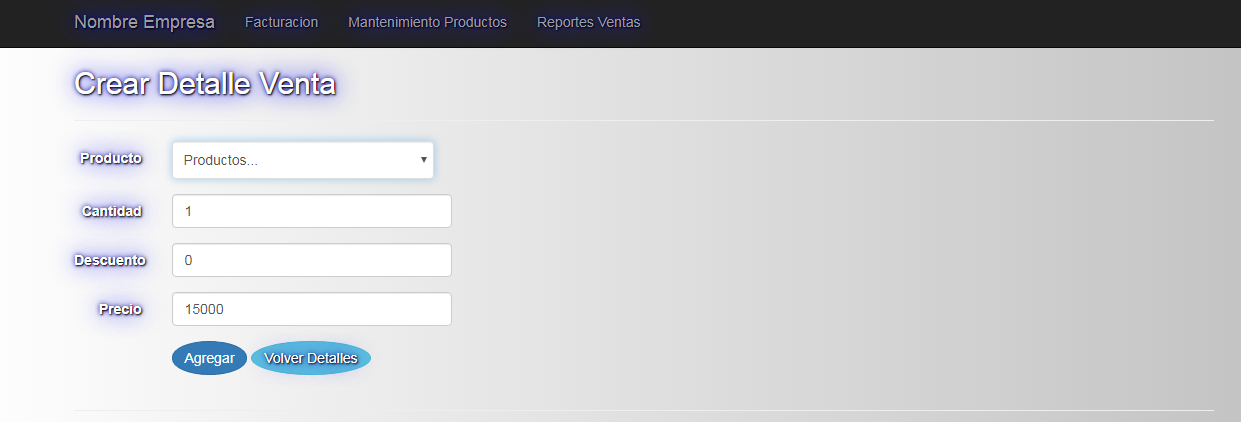 Nombre Empresa Facturacion Mantenimiento Productos Reportes Ventas
Crear Detalle Venta
Producto Productos...
Cantidad 1
Descuento 0
Precio 15000
Agregar Volver Detalles